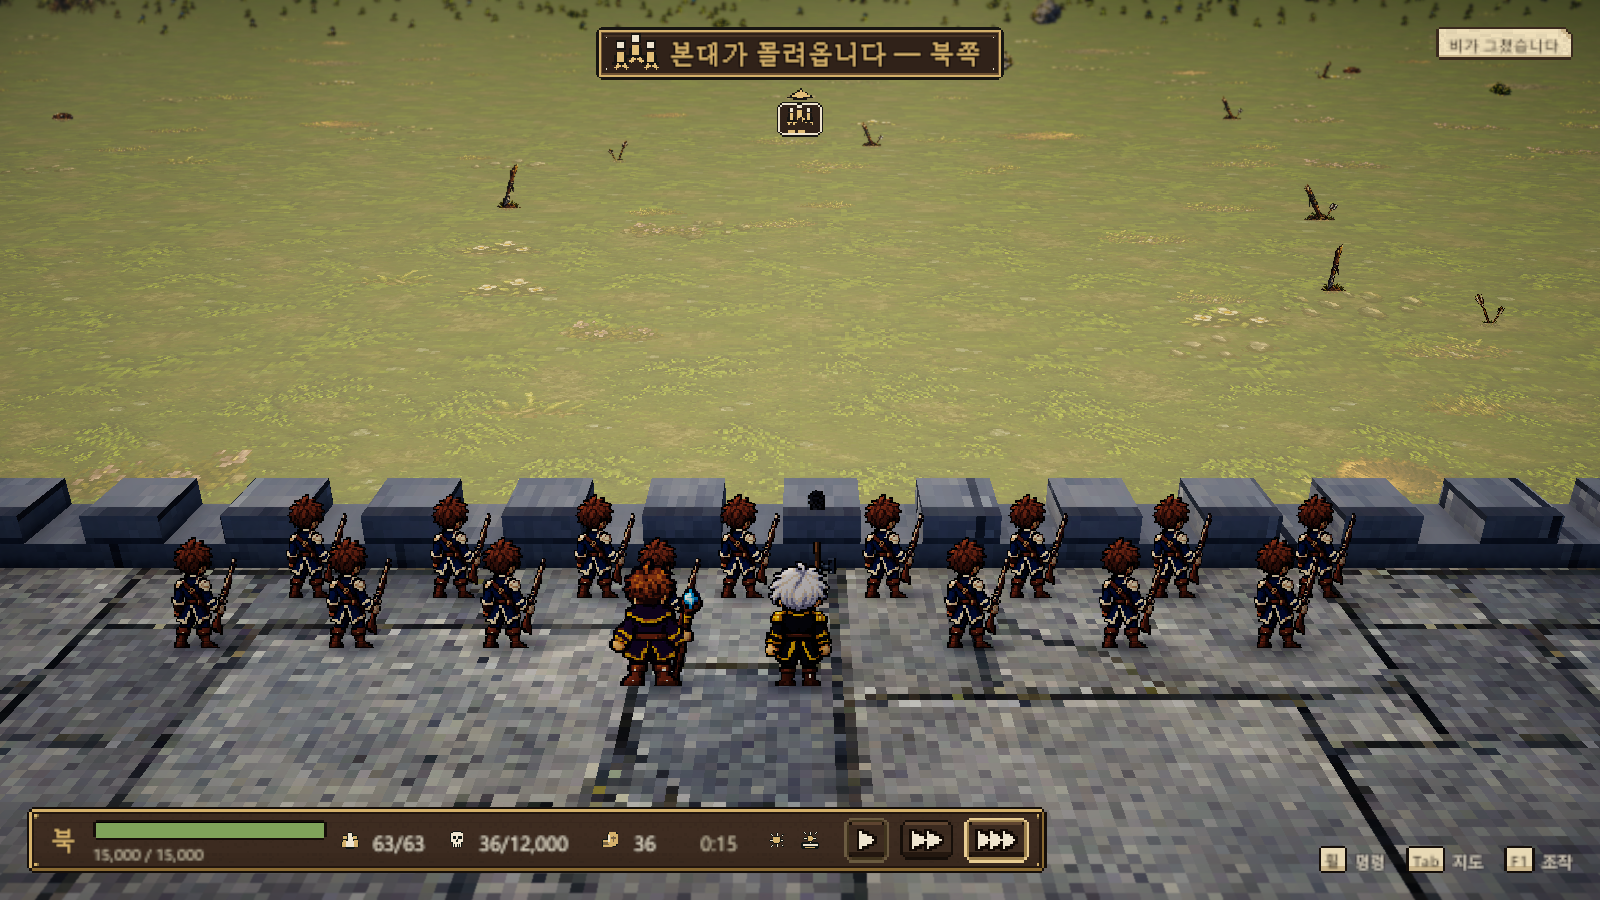 본대가 몰려옵니다 — 북쪽
비가 그쳤습니다
북
15,000 / 15,000
63/63
36/12,000
36
0:15
휠 명령
Tab 지도
F1 조작